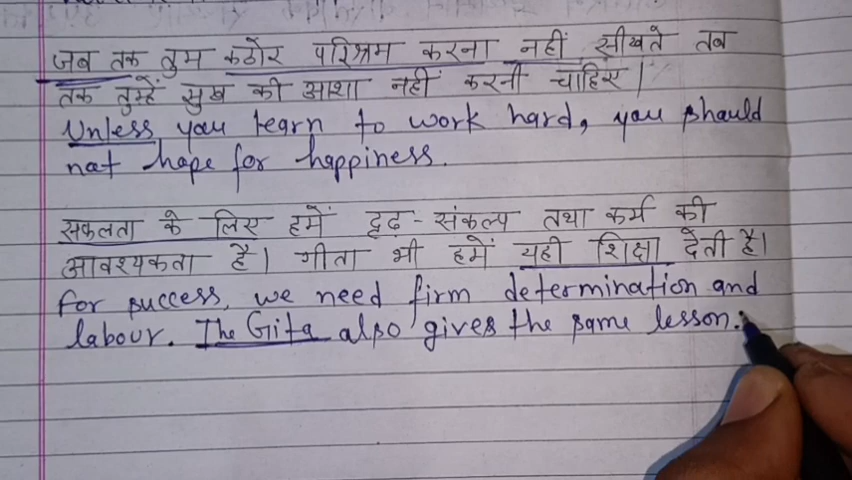 जब तक तुम कठोर परिश्रम करना नहीं सीखते तब
तक तुम्हें सुख की आशा नहीं करनी चाहिए।
Unless you learn to work hard, you should
not hope for happiness.
सफलता के लिए हमें दृढ़-संकल्प तथा कर्म की
आवश्यकता है। गीता भी हमें यही शिक्षा देती है।
For success, we need firm determination and
labour. The Gita also gives the same lesson.